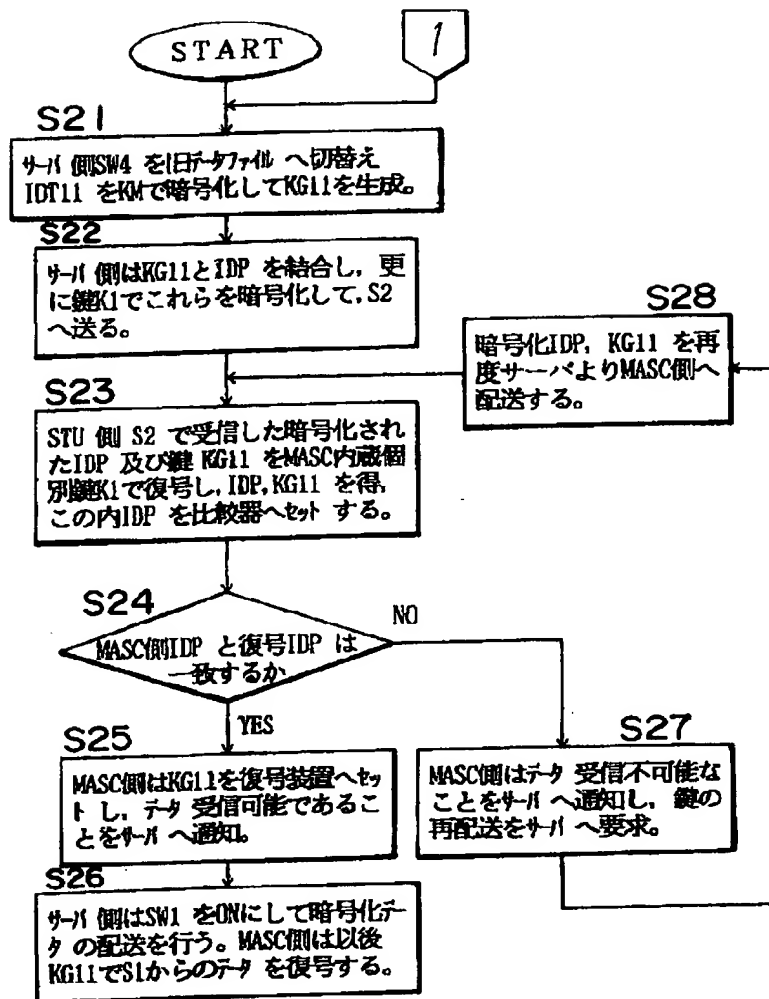 START
1
S21
サーバ 側SW4 を旧データファイル へ切替え
IDT11 をKMで暗号化してKG11を生成。
S22
サーバ 側はKG11とIDP を結合し, 更
に鍵K1でこれらを暗号化して, S2
へ送る。
S28
暗号化IDP, KG11 を再
度サーバよりMASC側へ
配送する。
S23
STU 側 S2 で受信した暗号化され
たIDP 及び鍵 KG11 をMASC内蔵個
別鍵K1で復号し, IDP, KG11 を得,
この内IDP を比較器へセット する。
S24
MASC側IDP と復号IDP は
一致するか
NO
YES
S25
MASC側はKG11を復号装置へセッ
ト し, データ 受信可能であるこ
とをサーバ へ通知。
S27
MASC側はデータ 受信不可能な
ことをサーバ へ通知し, 鍵の
再配送をサーバ へ要求。
S26
サーバ 側はSW1 をONにして暗号化デー
タ の配送を行う。MASC側は以後
KG11でS1からのデータ を復号する。